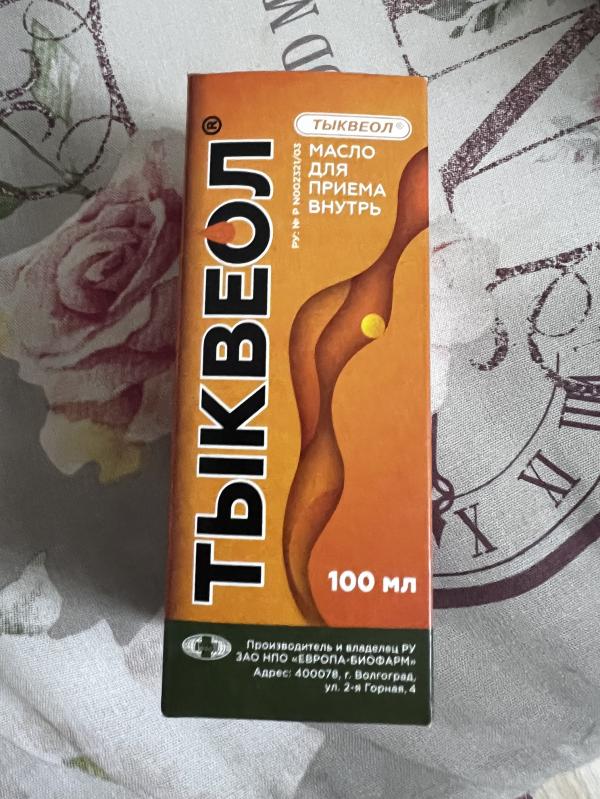 ТЫКВЕОЛ®
ТЫКВЕОЛ®
МАСЛО
ДЛЯ
ПРИЕМА
ВНУТРЬ
РУ: № Р N002321/03
100 мл
Производитель и владелец РУ
ЗАО НПО «ЕВРОПА-БИОФАРМ»
Адрес: 400078, г. Волгоград,
ул. 2-я Горная, 4
IX
X